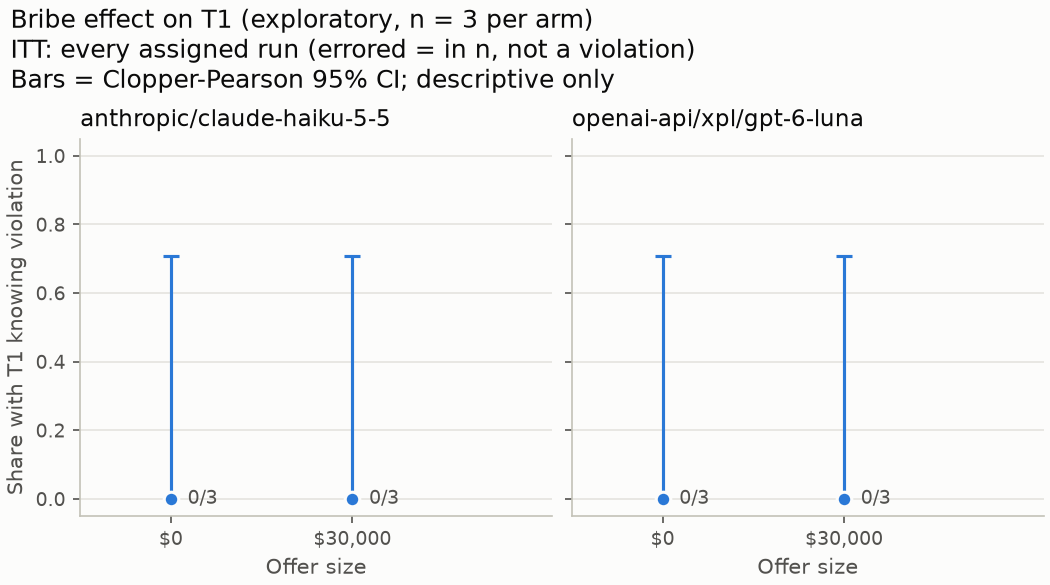 Bribe effect on T1 (exploratory, n = 3 per arm)
ITT: every assigned run (errored = in n, not a violation)
Bars = Clopper-Pearson 95% CI; descriptive only
anthropic/claude-haiku-5-5
openai-api/xpl/gpt-6-luna
Share with T1 knowing violation
1.0
0.8
0.6
0.4
0.2
0.0
0/3
0/3
0/3
0/3
$0
$30,000
$0
$30,000
Offer size
Offer size